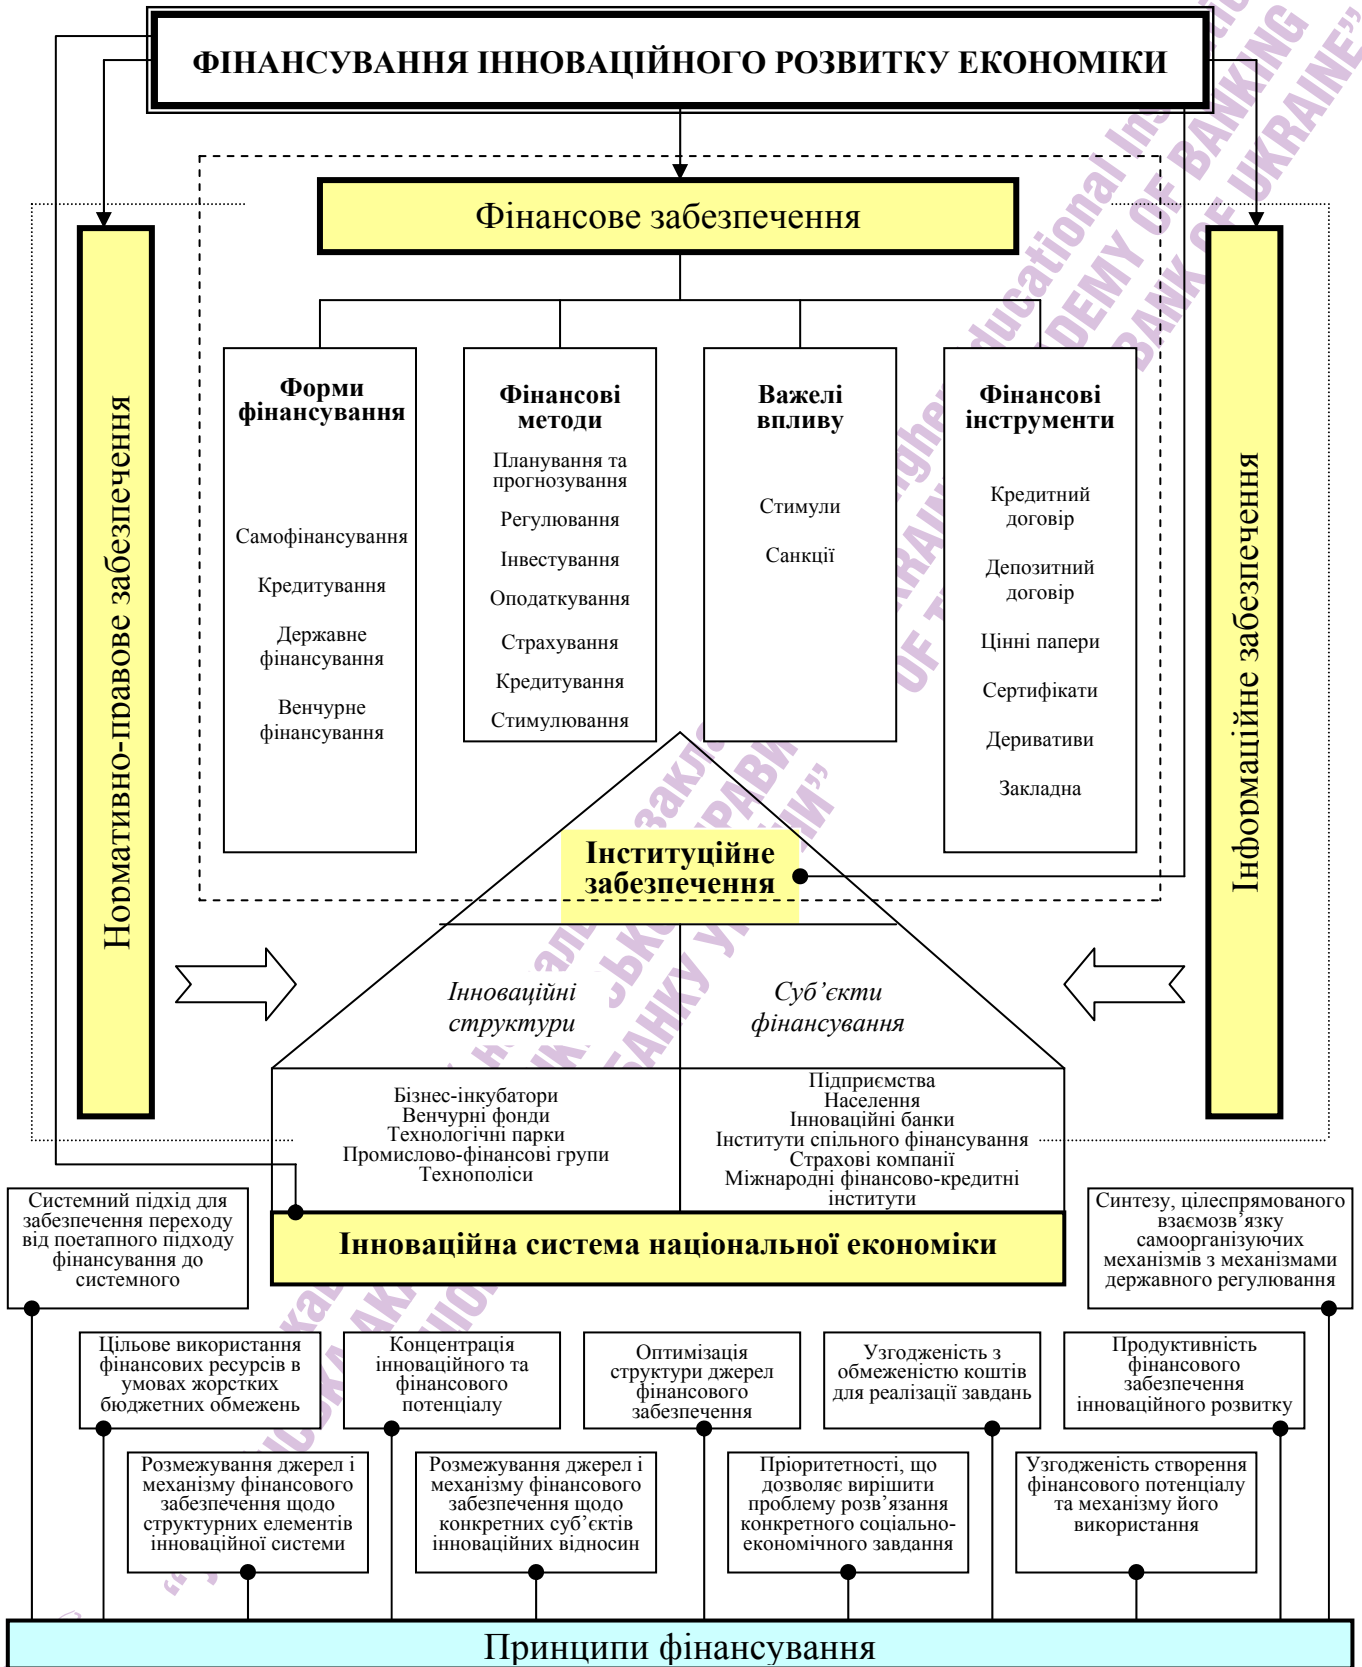 ФІНАНСУВАННЯ ІННОВАЦІЙНОГО РОЗВИТКУ ЕКОНОМІКИ
Фінансове забезпечення
Нормативно-правове забезпечення
Інформаційне забезпечення
Форми
фінансування
Самофінансування
Кредитування
Державне
фінансування
Венчурне
фінансування
Фінансові
методи
Планування та
прогнозування
Регулювання
Інвестування
Оподаткування
Страхування
Кредитування
Стимулювання
Важелі
впливу
Стимули
Санкції
Фінансові
інструменти
Кредитний
договір
Депозитний
договір
Цінні папери
Сертифікати
Деривативи
Закладна
Інституційне
забезпечення
Інноваційні
структури
Суб’єкти
фінансування
Бізнес-інкубатори
Венчурні фонди
Технологічні парки
Промислово-фінансові групи
Технополіси
Підприємства
Населення
Інноваційні банки
Інститути спільного фінансування
Страхові компанії
Міжнародні фінансово-кредитні
інститути
Інноваційна система національної економіки
Системний підхід для
забезпечення переходу
від поетапного підходу
фінансування до
системного
Синтезу, цілеспрямованого
взаємозв’язку
самоорганізуючих
механізмів з механізмами
державного регулювання
Цільове використання
фінансових ресурсів в
умовах жорстких
бюджетних обмежень
Концентрація
інноваційного та
фінансового
потенціалу
Оптимізація
структури джерел
фінансового
забезпечення
Узгодженість з
обмеженістю коштів
для реалізації завдань
Продуктивність
фінансового
забезпечення
інноваційного розвитку
Розмежування джерел і
механізму фінансового
забезпечення щодо
структурних елементів
інноваційної системи
Розмежування джерел і
механізму фінансового
забезпечення щодо
конкретних суб’єктів
інноваційних відносин
Пріоритетності, що
дозволяє вирішити
проблему розв’язання
конкретного соціально-
економічного завдання
Узгодженість створення
фінансового потенціалу
та механізму його
використання
Принципи фінансування